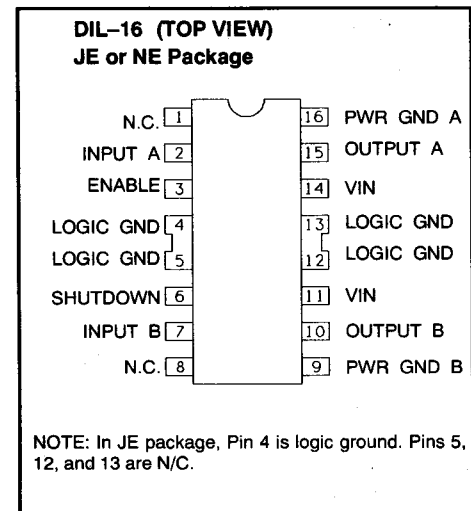 DIL–16 (TOP VIEW)
JE or NE Package
N.C. 1 16 PWR GND A
INPUT A 2 15 OUTPUT A
ENABLE 3 14 VIN
LOGIC GND 4 13 LOGIC GND
LOGIC GND 5 12 LOGIC GND
SHUTDOWN 6 11 VIN
INPUT B 7 10 OUTPUT B
N.C. 8 9 PWR GND B
NOTE: In JE package, Pin 4 is logic ground. Pins 5,
12, and 13 are N/C.